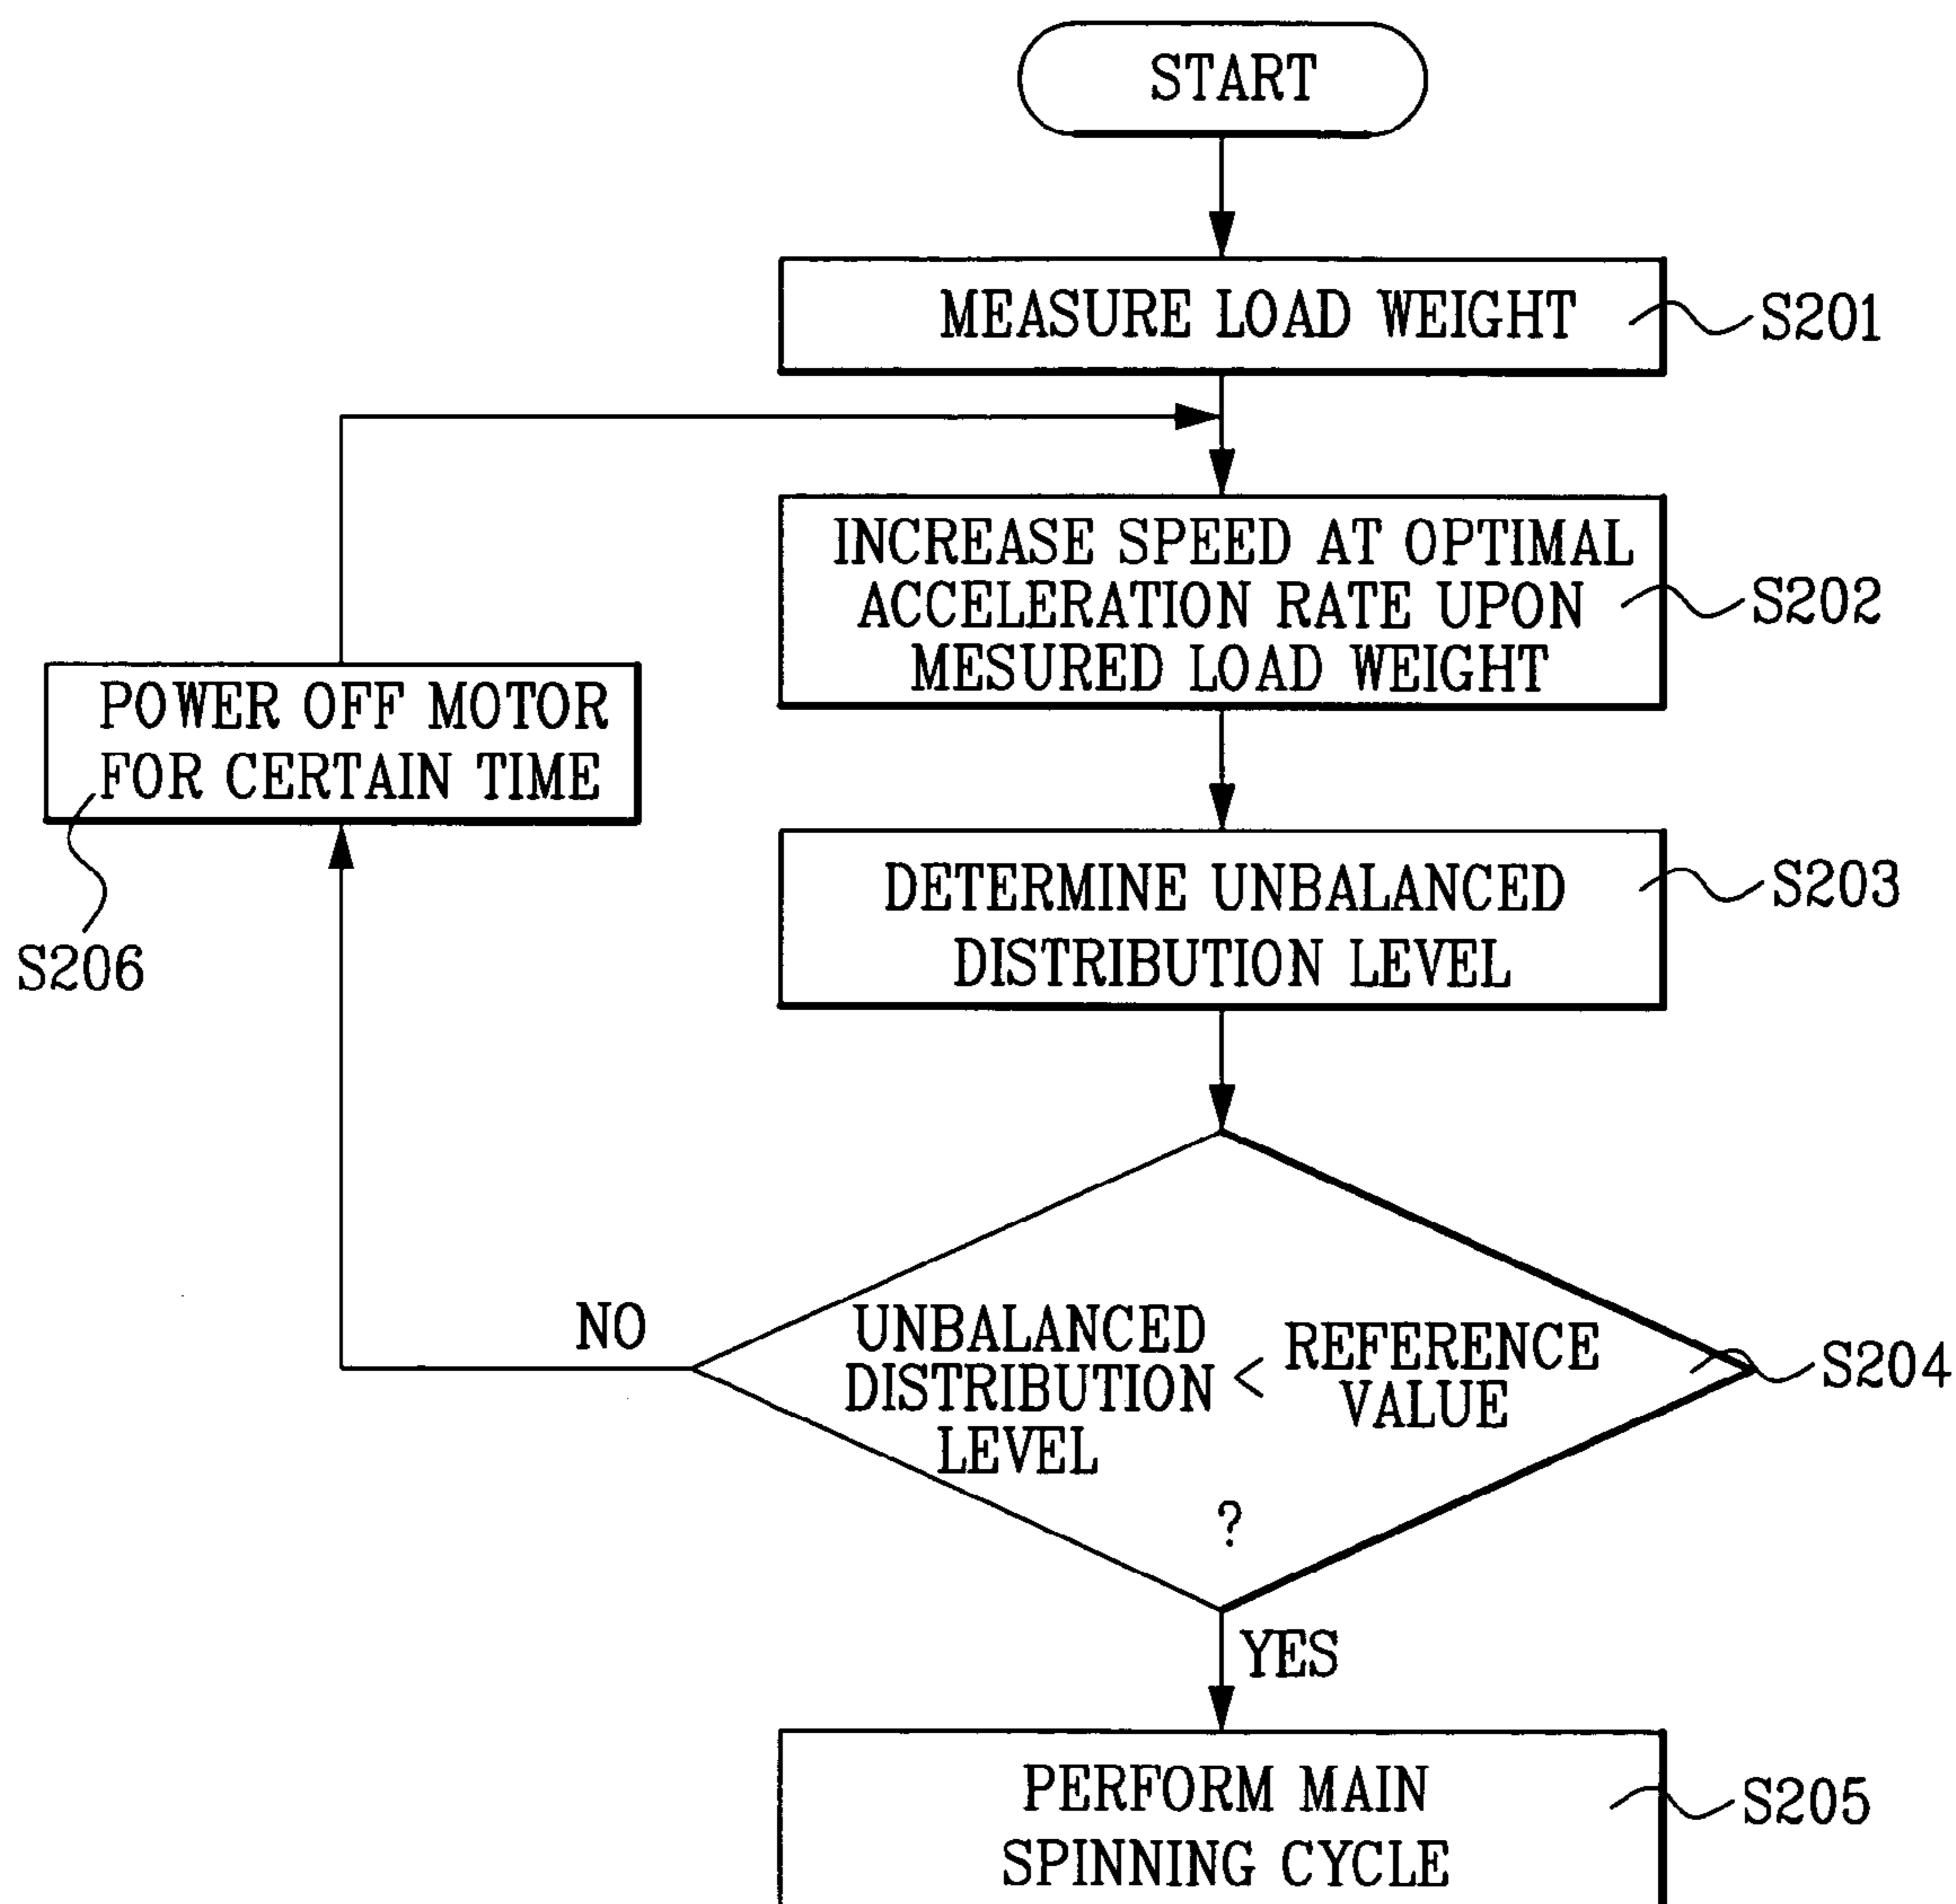 START
MEASURE LOAD WEIGHT
S201
INCREASE SPEED AT OPTIMAL
ACCELERATION RATE UPON
MESURED LOAD WEIGHT
S202
POWER OFF MOTOR
FOR CERTAIN TIME
S206
DETERMINE UNBALANCED
DISTRIBUTION LEVEL
S203
NO
UNBALANCED
DISTRIBUTION
LEVEL
<
REFERENCE
VALUE
?
S204
YES
PERFORM MAIN
SPINNING CYCLE
S205